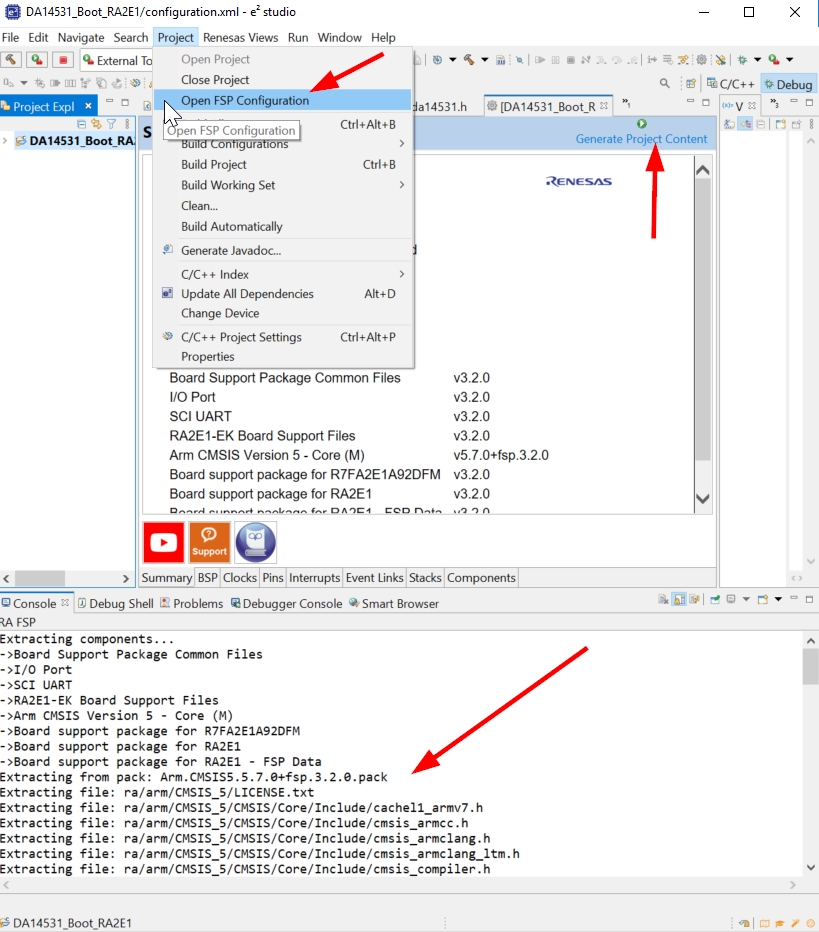 DA14531_Boot_RA2E1/configuration.xml - e² studio
File Edit Navigate Search Project Renesas Views Run Window Help
External To
Open Project
Close Project
Open FSP Configuration
Ctrl+Alt+B
Open FSP Configuration
Build Configurations
Build Project Ctrl+B
Build Working Set
Clean...
Build Automatically
Generate Javadoc...
C/C++ Index
Update All Dependencies Alt+D
Change Device
C/C++ Project Settings Ctrl+Alt+P
Properties
C/C++ Debug
Project Expl
da14531.h
[DA14531_Boot_R
V
DA14531_Boot_RA
S
Generate Project Content
RENESAS
Board Support Package Common Files v3.2.0
I/O Port v3.2.0
SCI UART v3.2.0
RA2E1-EK Board Support Files v3.2.0
Arm CMSIS Version 5 - Core (M) v5.7.0+fsp.3.2.0
Board support package for R7FA2E1A92DFM v3.2.0
Board support package for RA2E1 v3.2.0
Board support package for RA2E1 - FSP Data v3.2.0
Support
Summary BSP Clocks Pins Interrupts Event Links Stacks Components
Console Debug Shell Problems Debugger Console Smart Browser
RA FSP
Extracting components...
->Board Support Package Common Files
->I/O Port
->SCI UART
->RA2E1-EK Board Support Files
->Arm CMSIS Version 5 - Core (M)
->Board support package for R7FA2E1A92DFM
->Board support package for RA2E1
->Board support package for RA2E1 - FSP Data
Extracting from pack: Arm.CMSIS5.5.7.0+fsp.3.2.0.pack
Extracting file: ra/arm/CMSIS_5/LICENSE.txt
Extracting file: ra/arm/CMSIS_5/CMSIS/Core/Include/cachel1_armv7.h
Extracting file: ra/arm/CMSIS_5/CMSIS/Core/Include/cmsis_armcc.h
Extracting file: ra/arm/CMSIS_5/CMSIS/Core/Include/cmsis_armclang.h
Extracting file: ra/arm/CMSIS_5/CMSIS/Core/Include/cmsis_armclang_ltm.h
Extracting file: ra/arm/CMSIS_5/CMSIS/Core/Include/cmsis_compiler.h
DA14531_Boot_RA2E1